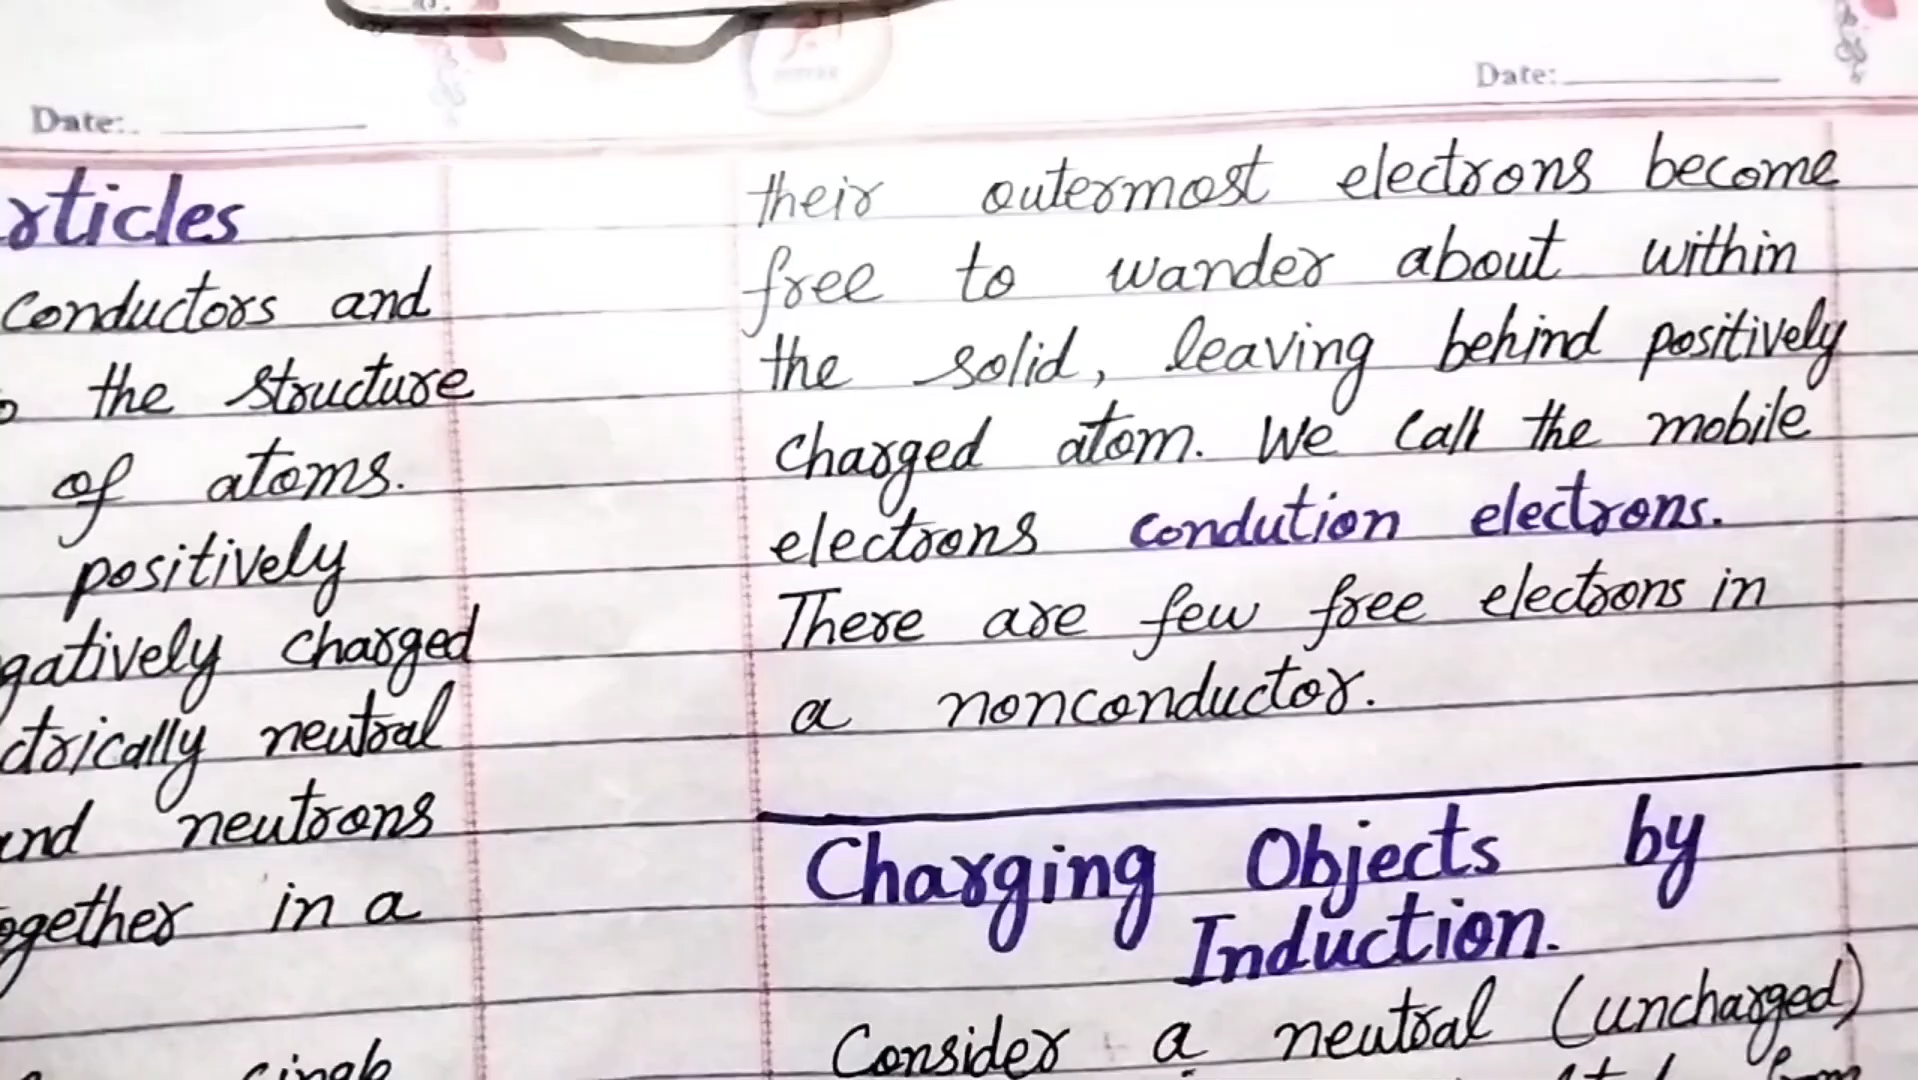 Date:
rticles
conductors and
the structure
of atoms.
positively
gatively charged
ctrically neutral
and neutrons
ogether in a
Date:
their outermost electrons become
free to wander about within
the solid, leaving behind positively
charged atom. We call the mobile
electrons condution electrons.
There are few free electrons in
a nonconductor.
Charging Objects by
Induction.
Consider a neutral (uncharged)